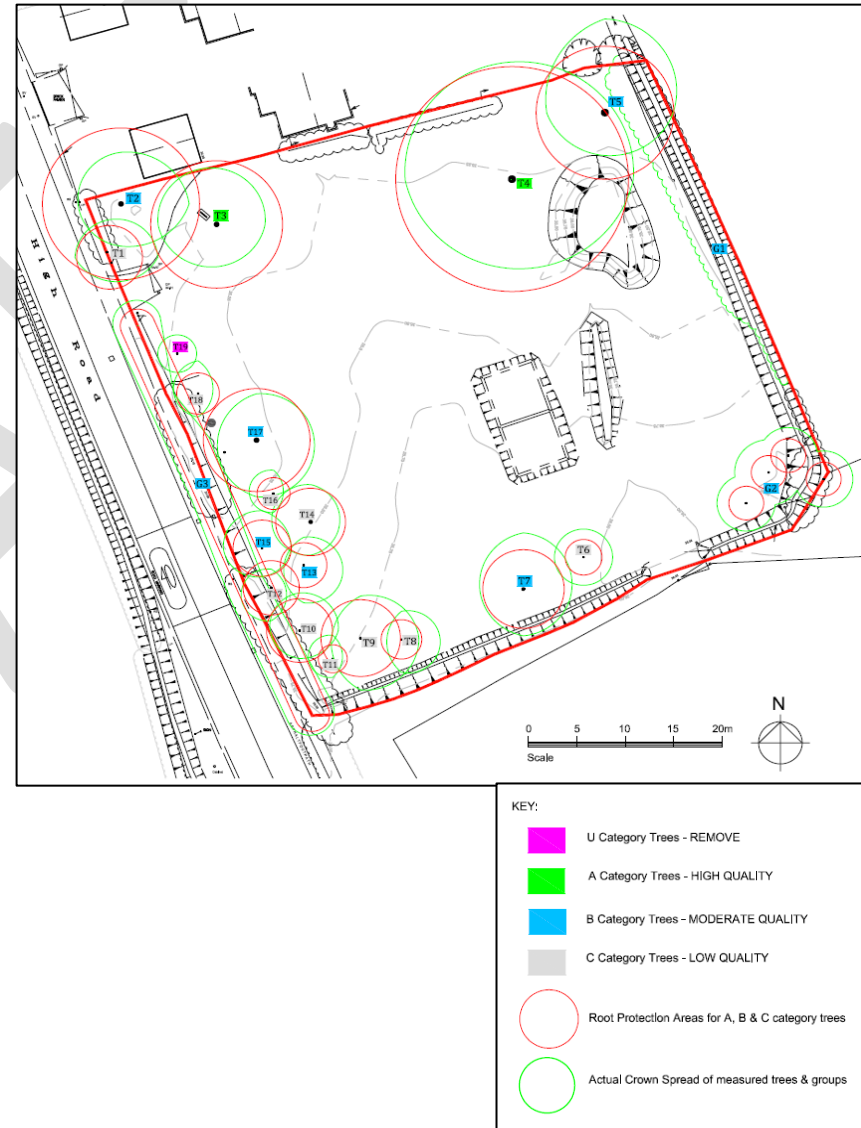 T5
T4
T2
T3
T1
G1
High Road
T19
T18
T17
G3
G2
T16
T14
T15
T13
T6
T7
T12
T10
T9
T8
T11
N
0 5 10 15 20m
Scale
KEY:
U Category Trees - REMOVE
A Category Trees - HIGH QUALITY
B Category Trees - MODERATE QUALITY
C Category Trees - LOW QUALITY
Root Protection Areas for A, B & C category trees
Actual Crown Spread of measured trees & groups